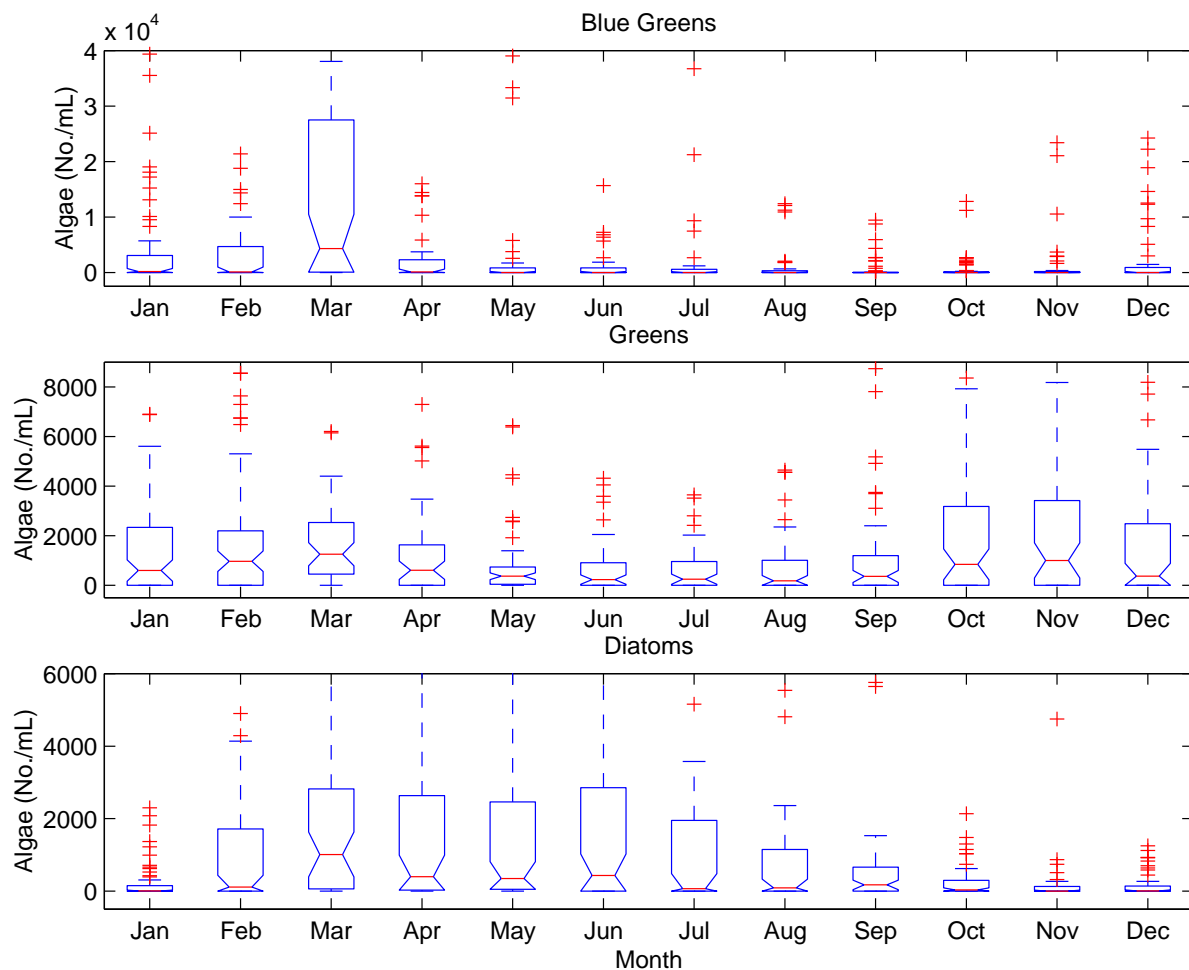 Blue Greens
x 10^4
4
3
2
1
0
Algae (No./mL)
Jan Feb Mar Apr May Jun Jul Aug Sep Oct Nov Dec
Greens
8000
6000
4000
2000
0
Algae (No./mL)
Jan Feb Mar Apr May Jun Jul Aug Sep Oct Nov Dec
Diatoms
6000
4000
2000
0
Algae (No./mL)
Jan Feb Mar Apr May Jun Jul Aug Sep Oct Nov Dec
Month